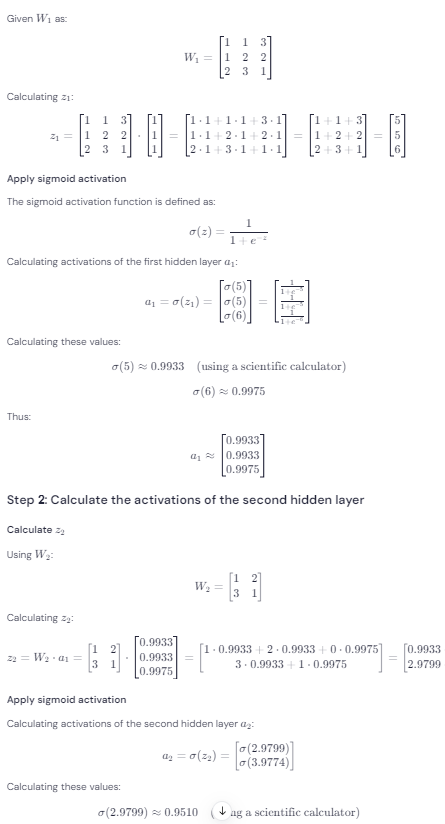 Given W₁ as:
W₁ = [1 1 3; 1 2 2; 2 3 1]
Calculating z₁:
z₁ = [1 1 3; 1 2 2; 2 3 1] · [1; 1; 1] = [1 · 1 + 1 · 1 + 3 · 1; 1 · 1 + 2 · 1 + 2 · 1; 2 · 1 + 3 · 1 + 1 · 1] = [1 + 1 + 3; 1 + 2 + 2; 2 + 3 + 1] = [5; 5; 6]
Apply sigmoid activation
The sigmoid activation function is defined as:
σ(z) = 1 / (1 + e^(−z))
Calculating activations of the first hidden layer a₁:
a₁ = σ(z₁) = [σ(5); σ(5); σ(6)] = [1/(1+e^(−5)); 1/(1+e^(−5)); 1/(1+e^(−6))]
Calculating these values:
σ(5) ≈ 0.9933 (using a scientific calculator)
σ(6) ≈ 0.9975
Thus:
a₁ ≈ [0.9933; 0.9933; 0.9975]
Step 2: Calculate the activations of the second hidden layer
Calculate z₂
Using W₂:
W₂ = [1 2; 3 1]
Calculating z₂:
z₂ = W₂ · a₁ = [1 2; 3 1] · [0.9933; 0.9933; 0.9975] = [1 · 0.9933 + 2 · 0.9933 + 0 · 0.9975; 3 · 0.9933 + 1 · 0.9975] = [0.9933; 2.9799
Apply sigmoid activation
Calculating activations of the second hidden layer a₂:
a₂ = σ(z₂) = [σ(2.9799); σ(3.9774)]
Calculating these values:
σ(2.9799) ≈ 0.9510 ( ag a scientific calculator)